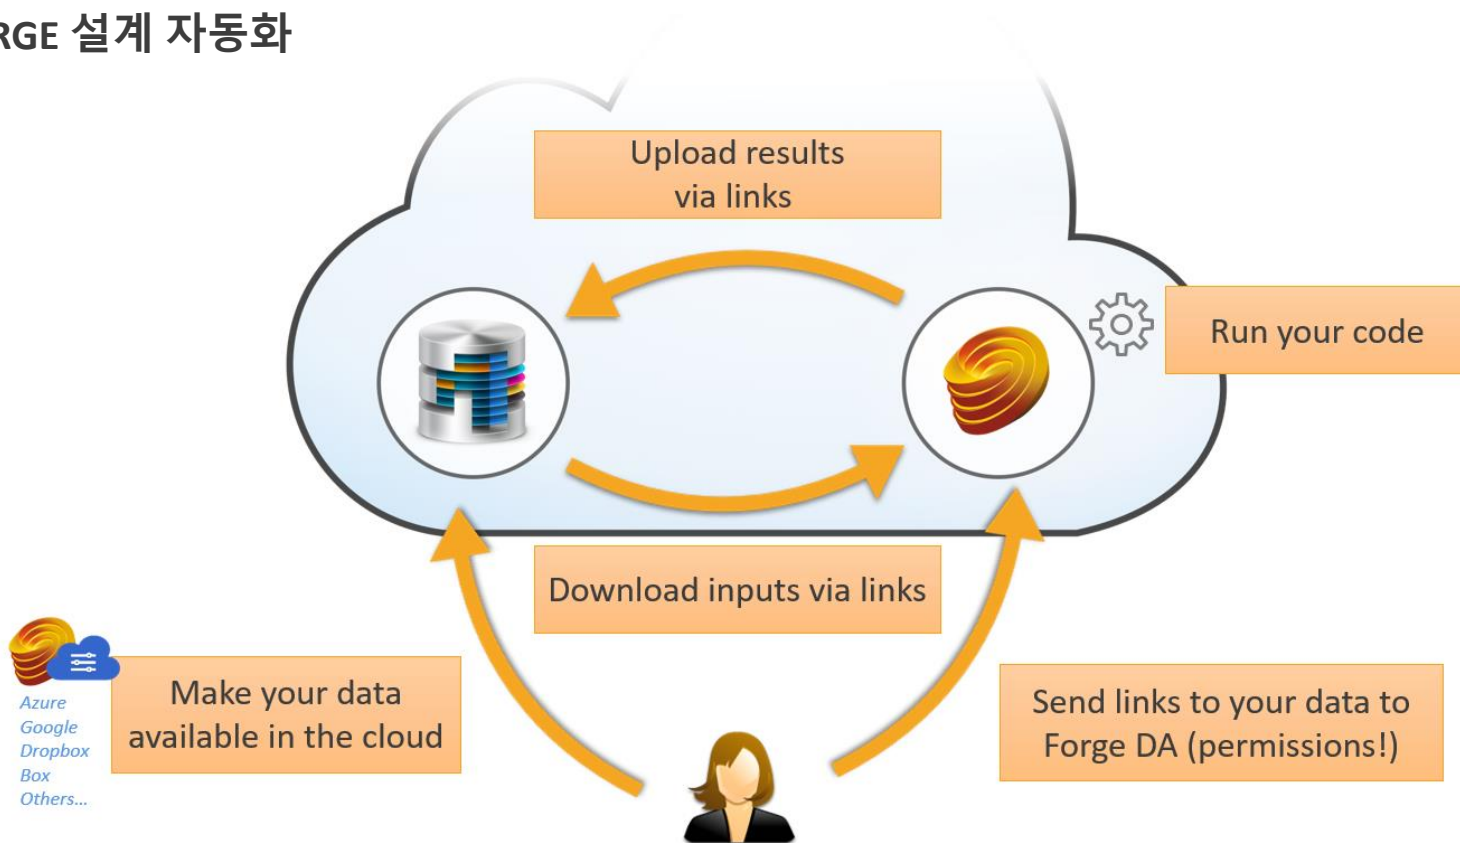 RGE 설계 자동화
Upload results
via links
Run your code
Download inputs via links
Azure
Google
Dropbox
Box
Others...
Make your data
available in the cloud
Send links to your data to
Forge DA (permissions!)